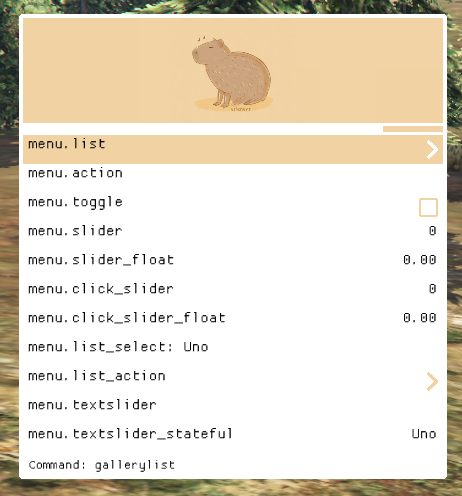 menu.list
menu.action
menu.toggle
menu.slider 0
menu.slider_float 0.00
menu.click_slider 0
menu.click_slider_float 0.00
menu.list_select: Uno
menu.list_action
menu.textslider
menu.textslider_stateful Uno
Command: gallerylist